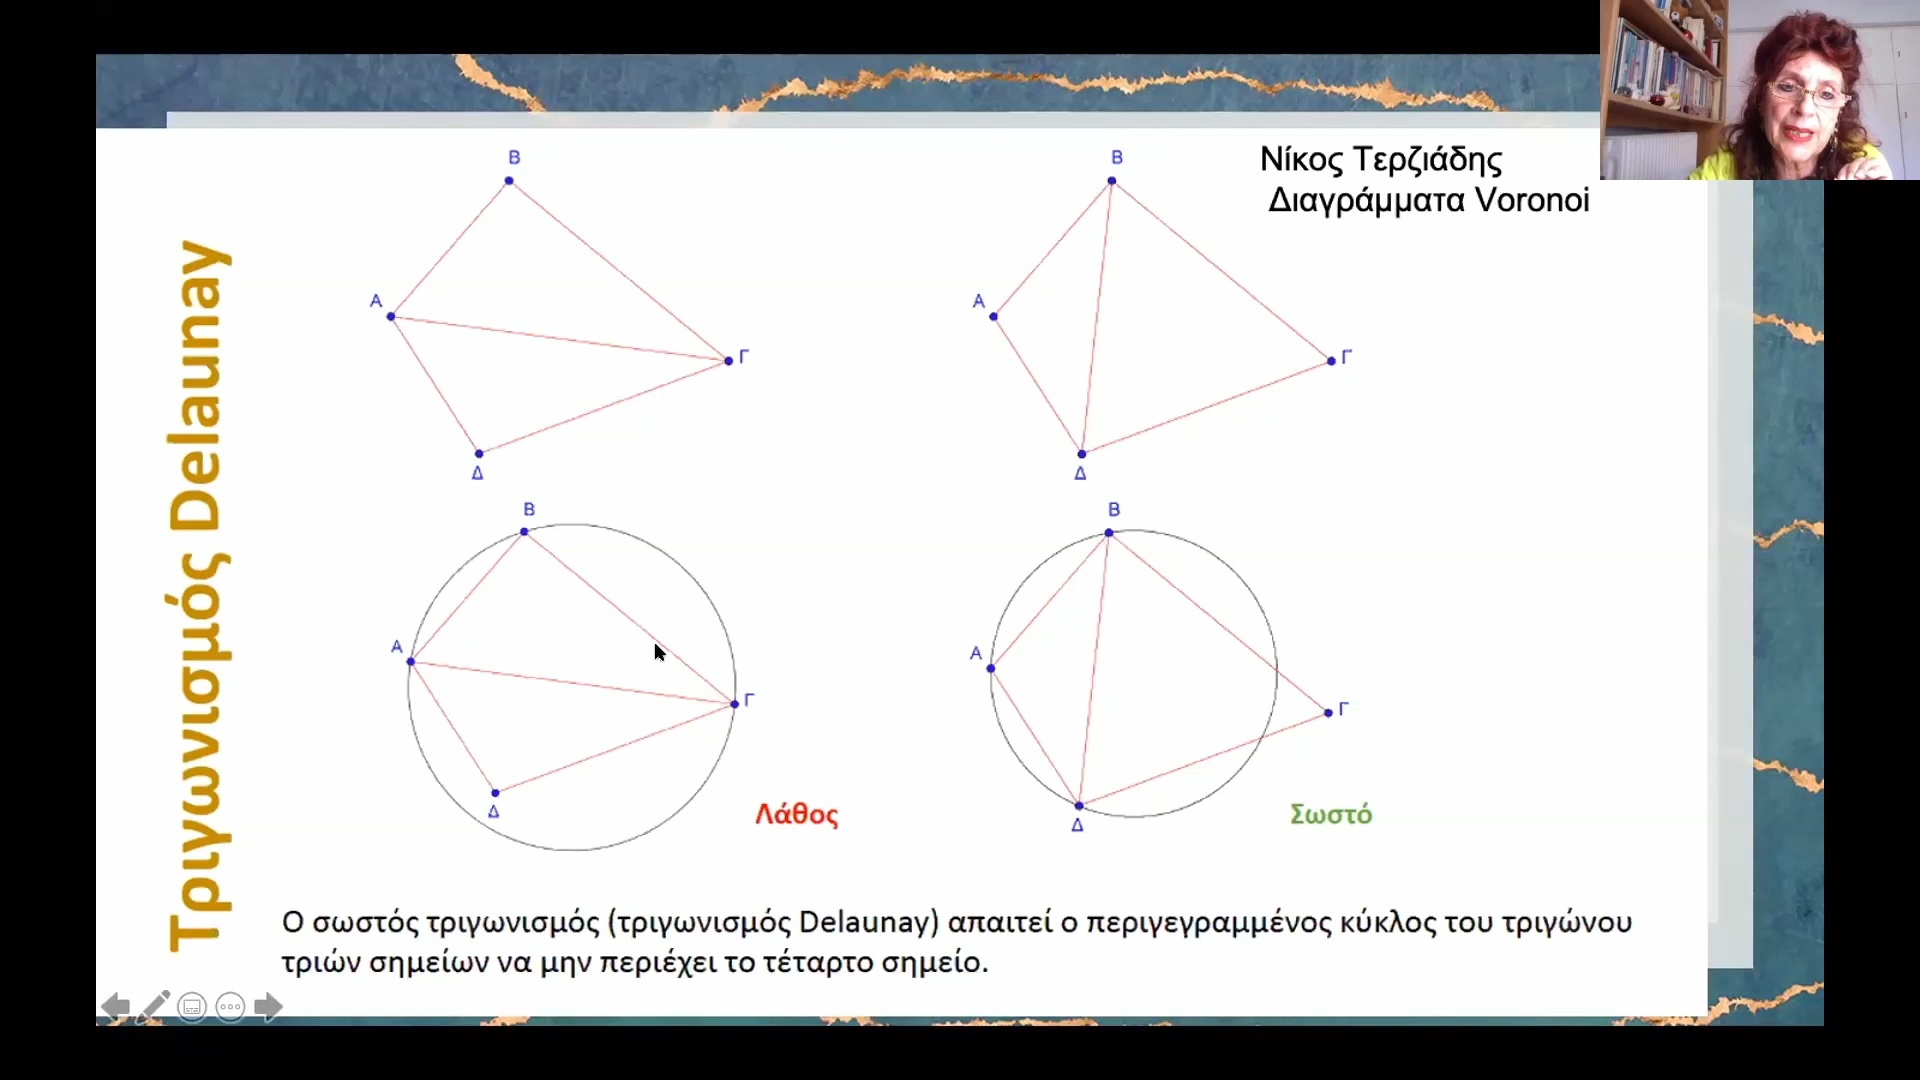 Τριγωνισμός Delaunay
Νίκος Τερζιάδης
Διαγράμματα Voronoi
Β
Α
Γ
Δ
Β
Α
Γ
Δ
Β
Α
Γ
Δ
Λάθος
Β
Α
Γ
Δ
Σωστό
Ο σωστός τριγωνισμός (τριγωνισμός Delaunay) απαιτεί ο περιγεγραμμένος κύκλος του τριγώνου
τριών σημείων να μην περιέχει το τέταρτο σημείο.